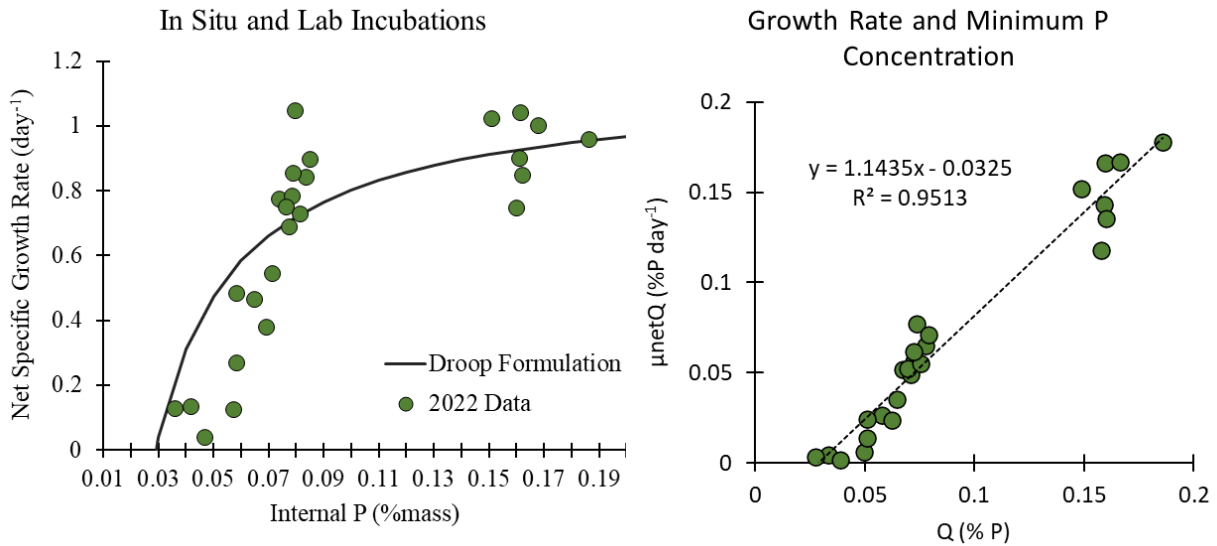 In Situ and Lab Incubations
Net Specific Growth Rate (day⁻¹)
1.2
1
0.8
0.6
0.4
0.2
0
Droop Formulation
2022 Data
0.01 0.03 0.05 0.07 0.09 0.11 0.13 0.15 0.17 0.19
Internal P (%mass)
Growth Rate and Minimum P
Concentration
µnetQ (%P day⁻¹)
0.2
0.15
0.1
0.05
0
y = 1.1435x - 0.0325
R² = 0.9513
0 0.05 0.1 0.15 0.2
Q (% P)